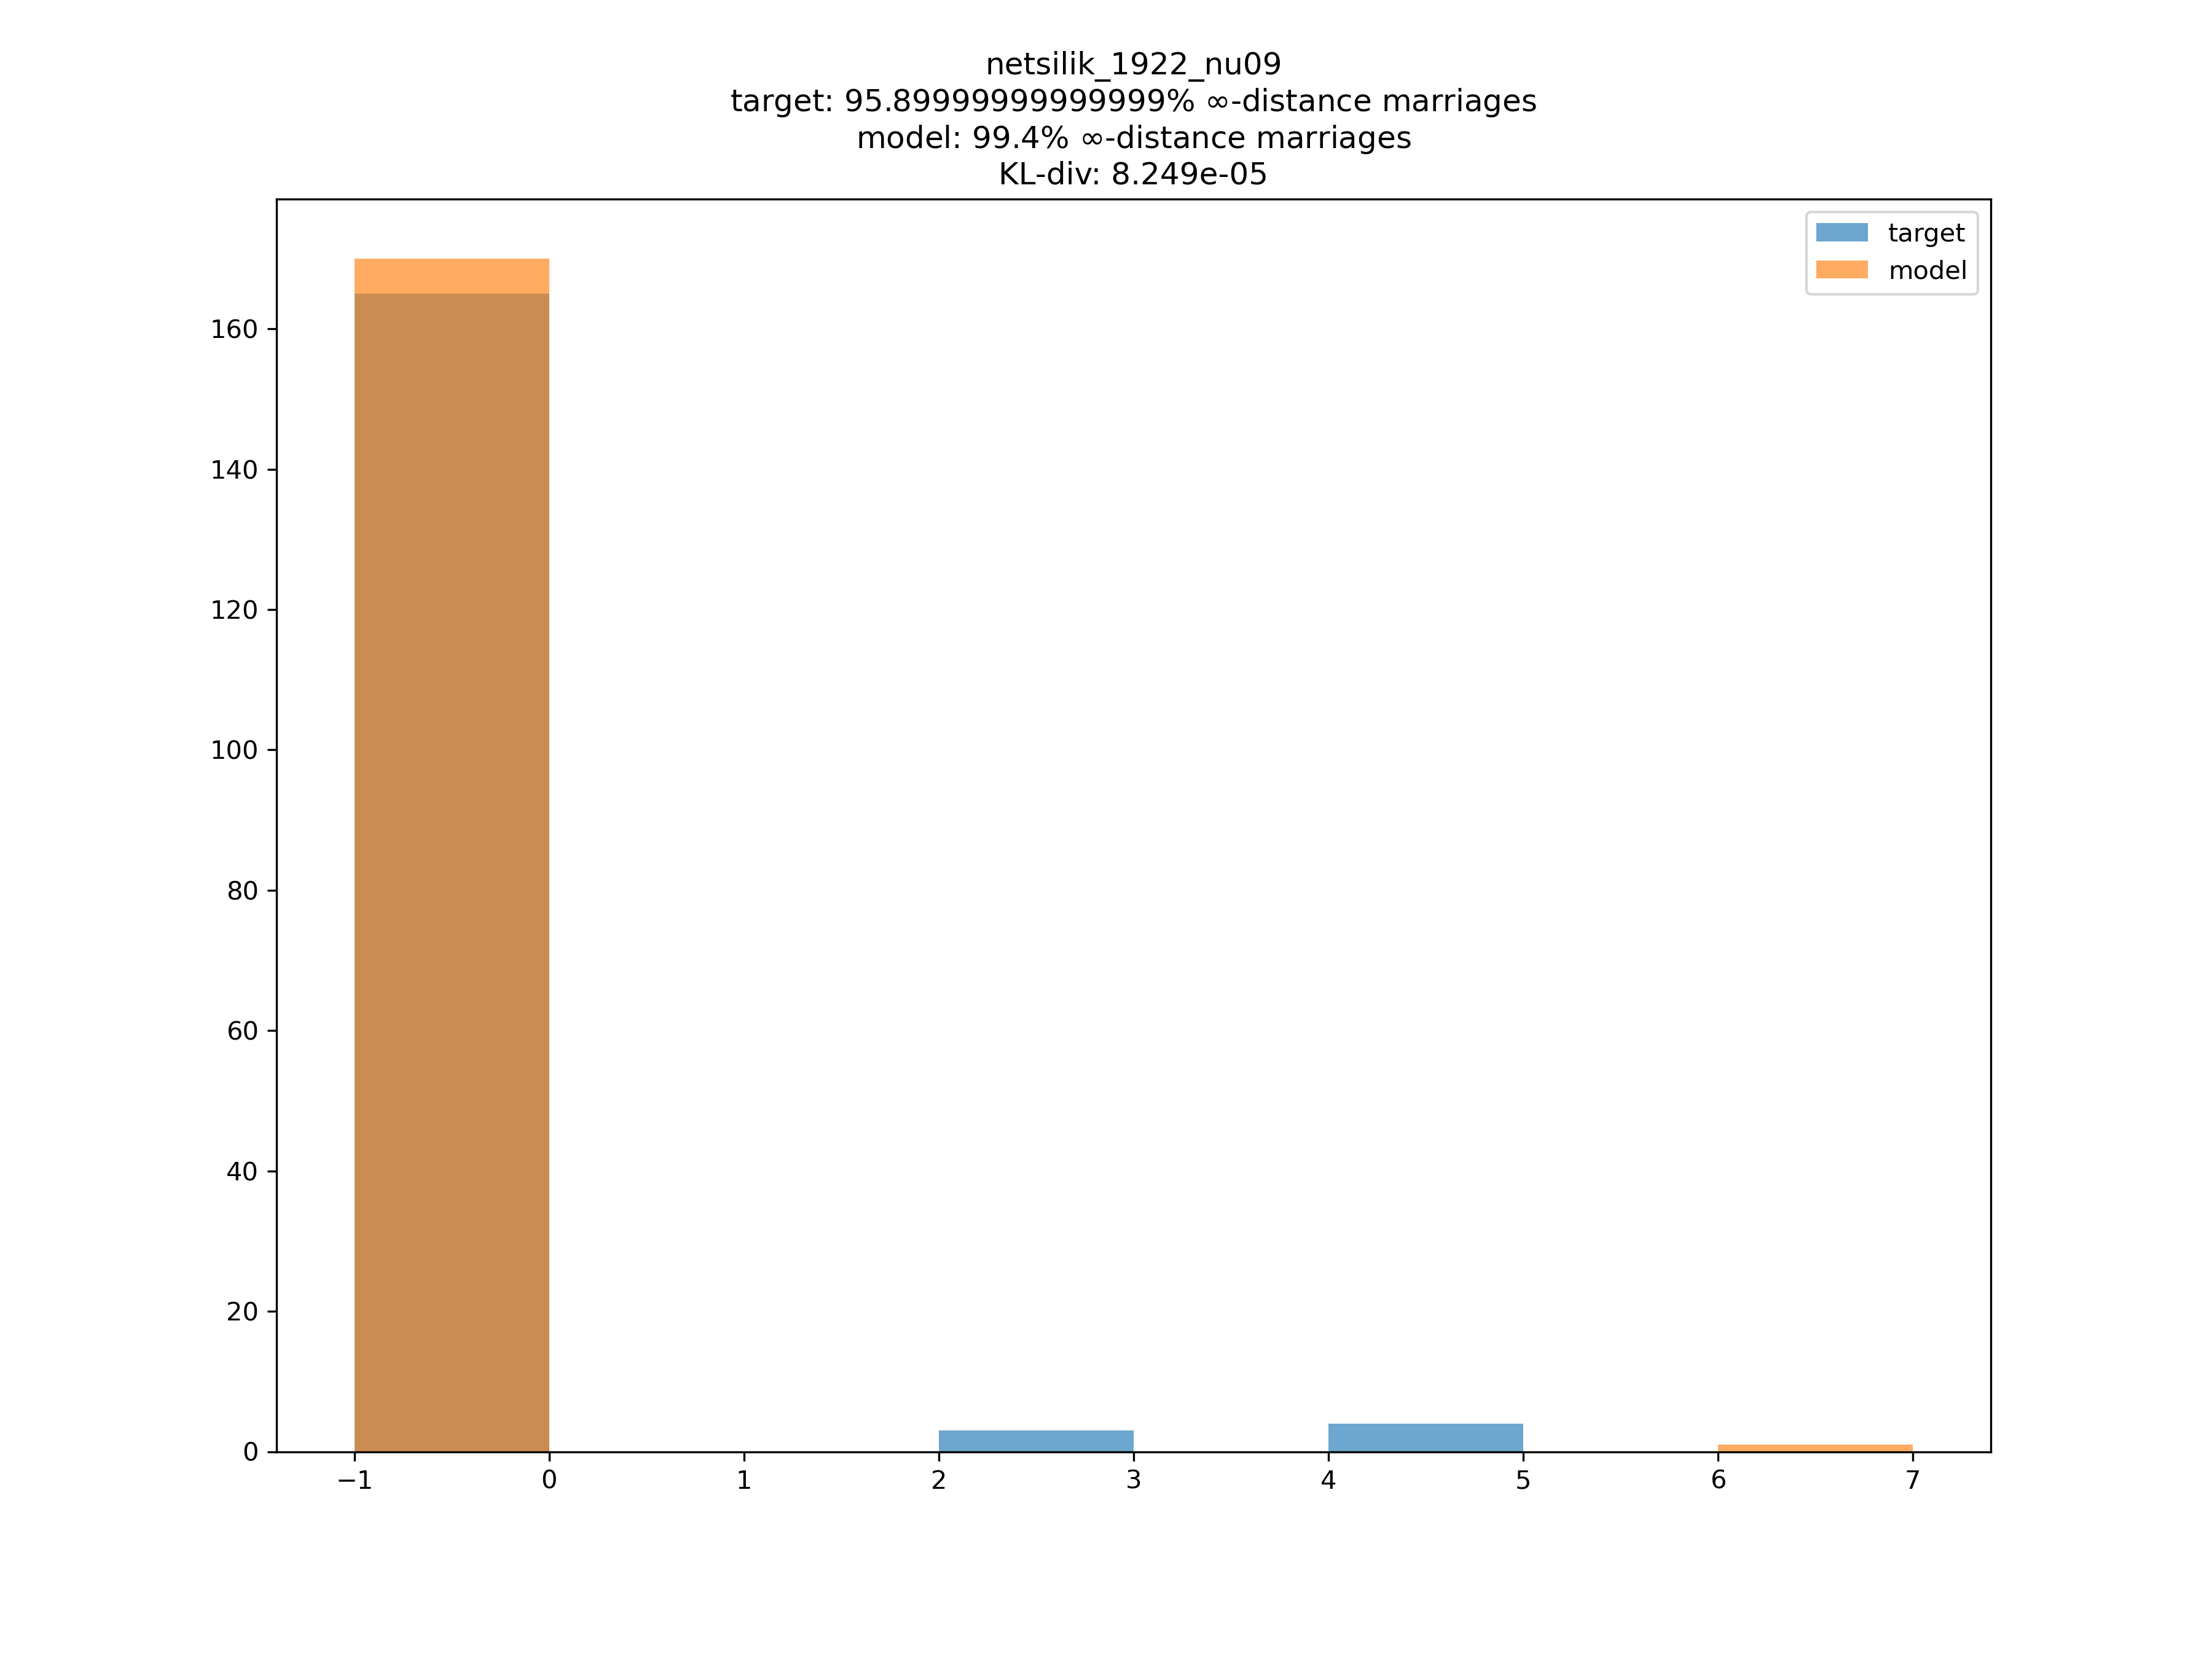 netsilik_1922_nu09
target: 95.89999999999999% ∞-distance marriages
model: 99.4% ∞-distance marriages
KL-div: 8.249e-05
target
model
160
140
120
100
80
60
40
20
0
−1 0 1 2 3 4 5 6 7